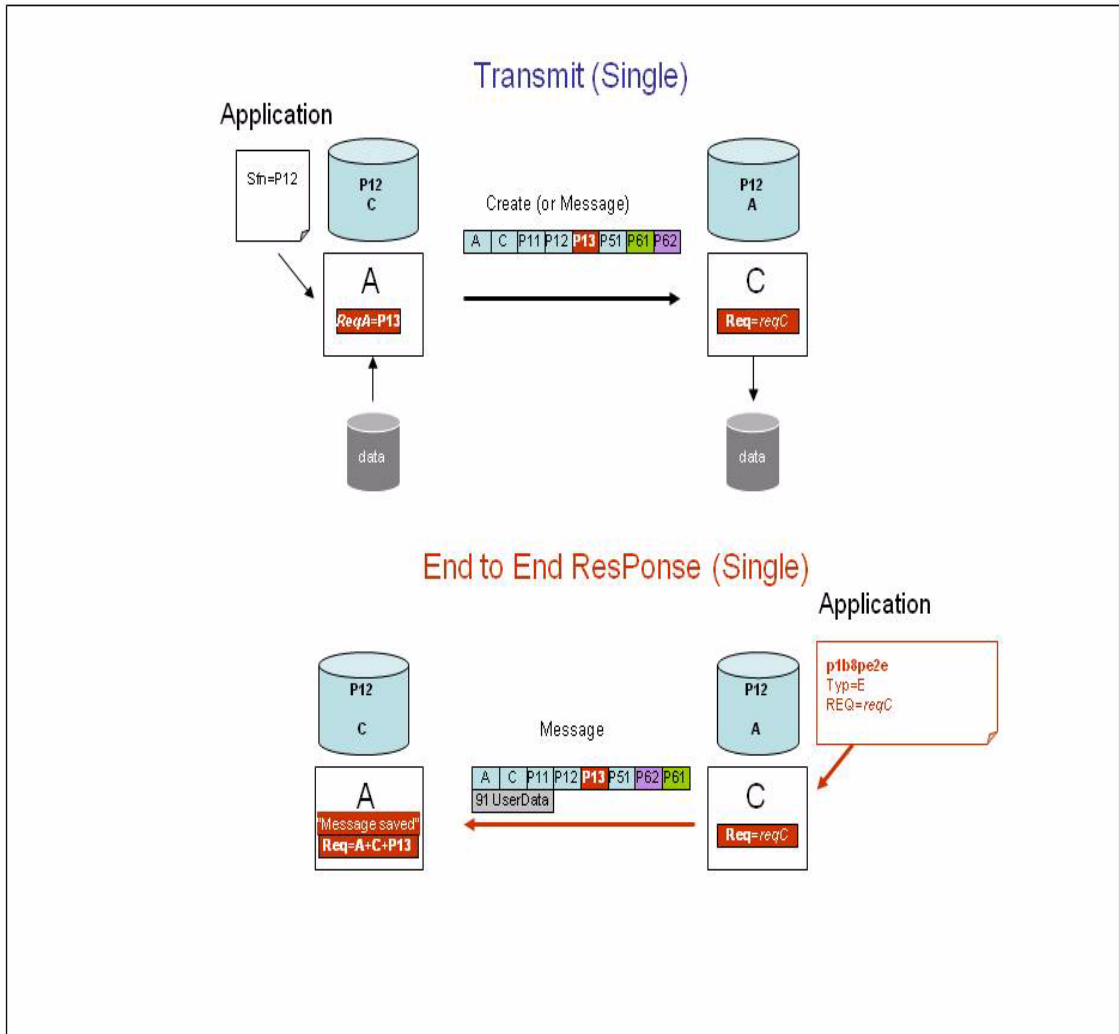 Transmit (Single)
Application
Sfn=P12
P12
C
P12
A
Create (or Message)
A C P11 P12 P13 P51 P61 P62
A
ReqA=P13
C
Req=reqC
data
data
End to End ResPonse (Single)
Application
p1b8pe2e
Typ=E
REQ=reqC
P12
C
P12
A
Message
A C P11 P12 P13 P51 P62 P61
91 UserData
A
"Message saved"
Req=A+C+P13
C
Req=reqC